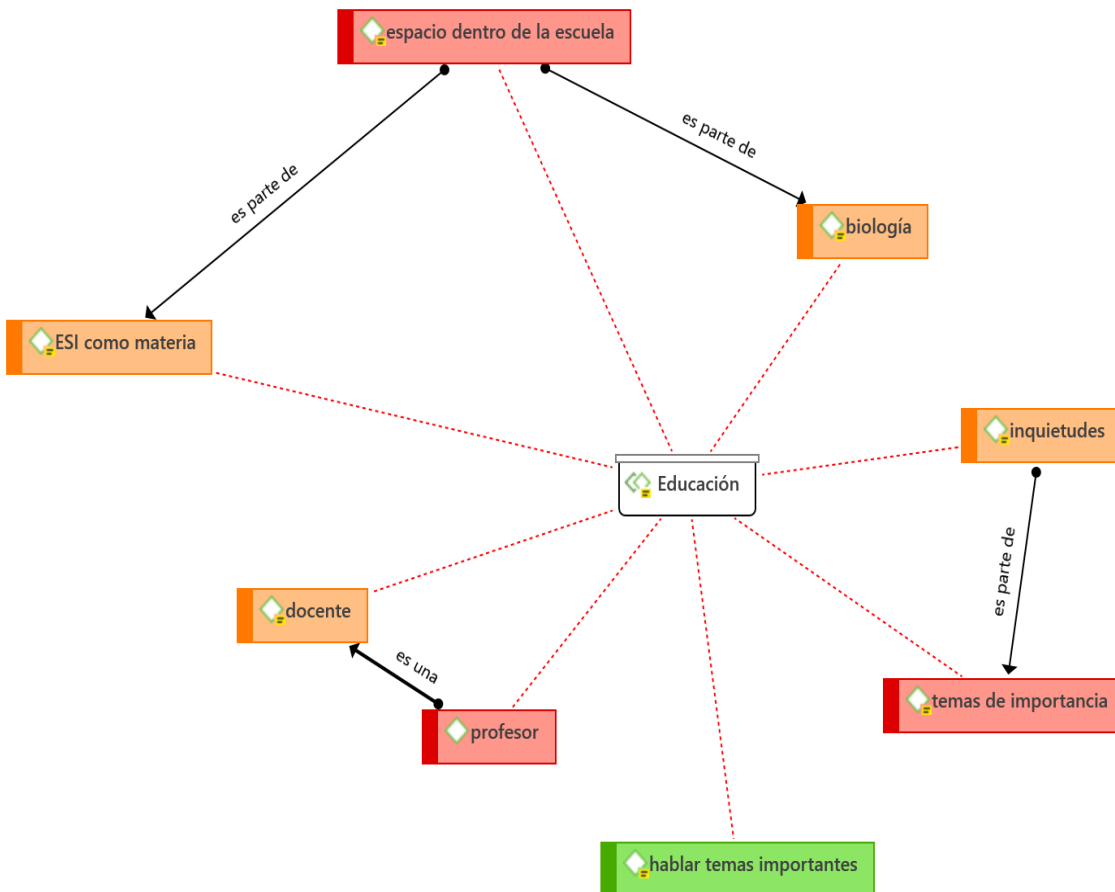 espacio dentro de la escuela
es parte de
es parte de
biología
ESI como materia
inquietudes
Educación
es parte de
docente
es una
temas de importancia
profesor
hablar temas importantes